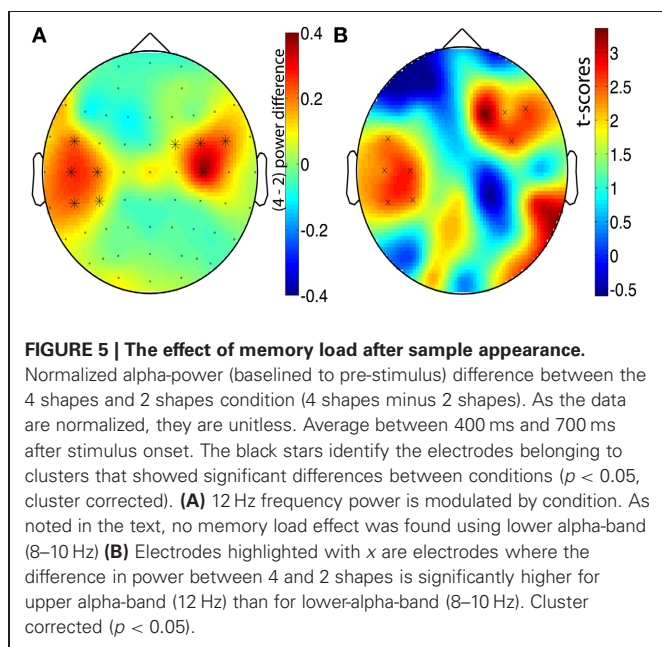 A
B
0.4
0.2
0
-0.2
-0.4
(4 - 2) power difference
3
2.5
2
1.5
1
0.5
0
-0.5
t-scores
FIGURE 5 | The effect of memory load after sample appearance.
Normalized alpha-power (baselined to pre-stimulus) difference between the
4 shapes and 2 shapes condition (4 shapes minus 2 shapes). As the data
are normalized, they are unitless. Average between 400 ms and 700 ms
after stimulus onset. The black stars identify the electrodes belonging to
clusters that showed significant differences between conditions (p < 0.05,
cluster corrected). (A) 12 Hz frequency power is modulated by condition. As
noted in the text, no memory load effect was found using lower alpha-band
(8–10 Hz) (B) Electrodes highlighted with x are electrodes where the
difference in power between 4 and 2 shapes is significantly higher for
upper alpha-band (12 Hz) than for lower-alpha-band (8–10 Hz). Cluster
corrected (p < 0.05).